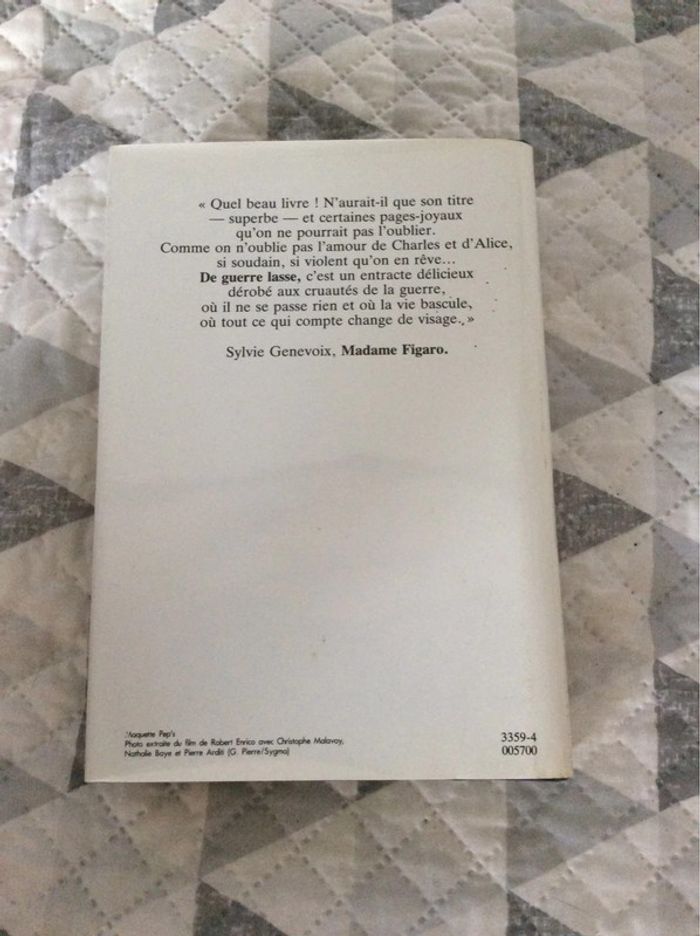 « Quel beau livre ! N'aurait-il que son titre
— superbe — et certaines pages-joyaux
qu'on ne pourrait pas l'oublier.
Comme on n'oublie pas l'amour de Charles et d'Alice,
si soudain, si violent qu'on en rêve...
De guerre lasse, c'est un entracte délicieux
dérobé aux cruautés de la guerre,
où il ne se passe rien et où la vie bascule,
où tout ce qui compte change de visage. »
Sylvie Genevoix, Madame Figaro.
Maquette Pep's
Photo extraite du film de Robert Enrico avec Christophe Malavoy,
Nathalie Baye et Pierre Arditi (G. Pierre/Sygma)
3359-4
005700